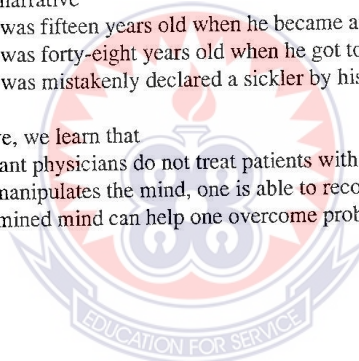 narrative
was fifteen years old when he became a
was forty-eight years old when he got to
was mistakenly declared a sickler by his
e, we learn that
ant physicians do not treat patients with
manipulates the mind, one is able to reco
mined mind can help one overcome prob
EDUCATION FOR SERVICE